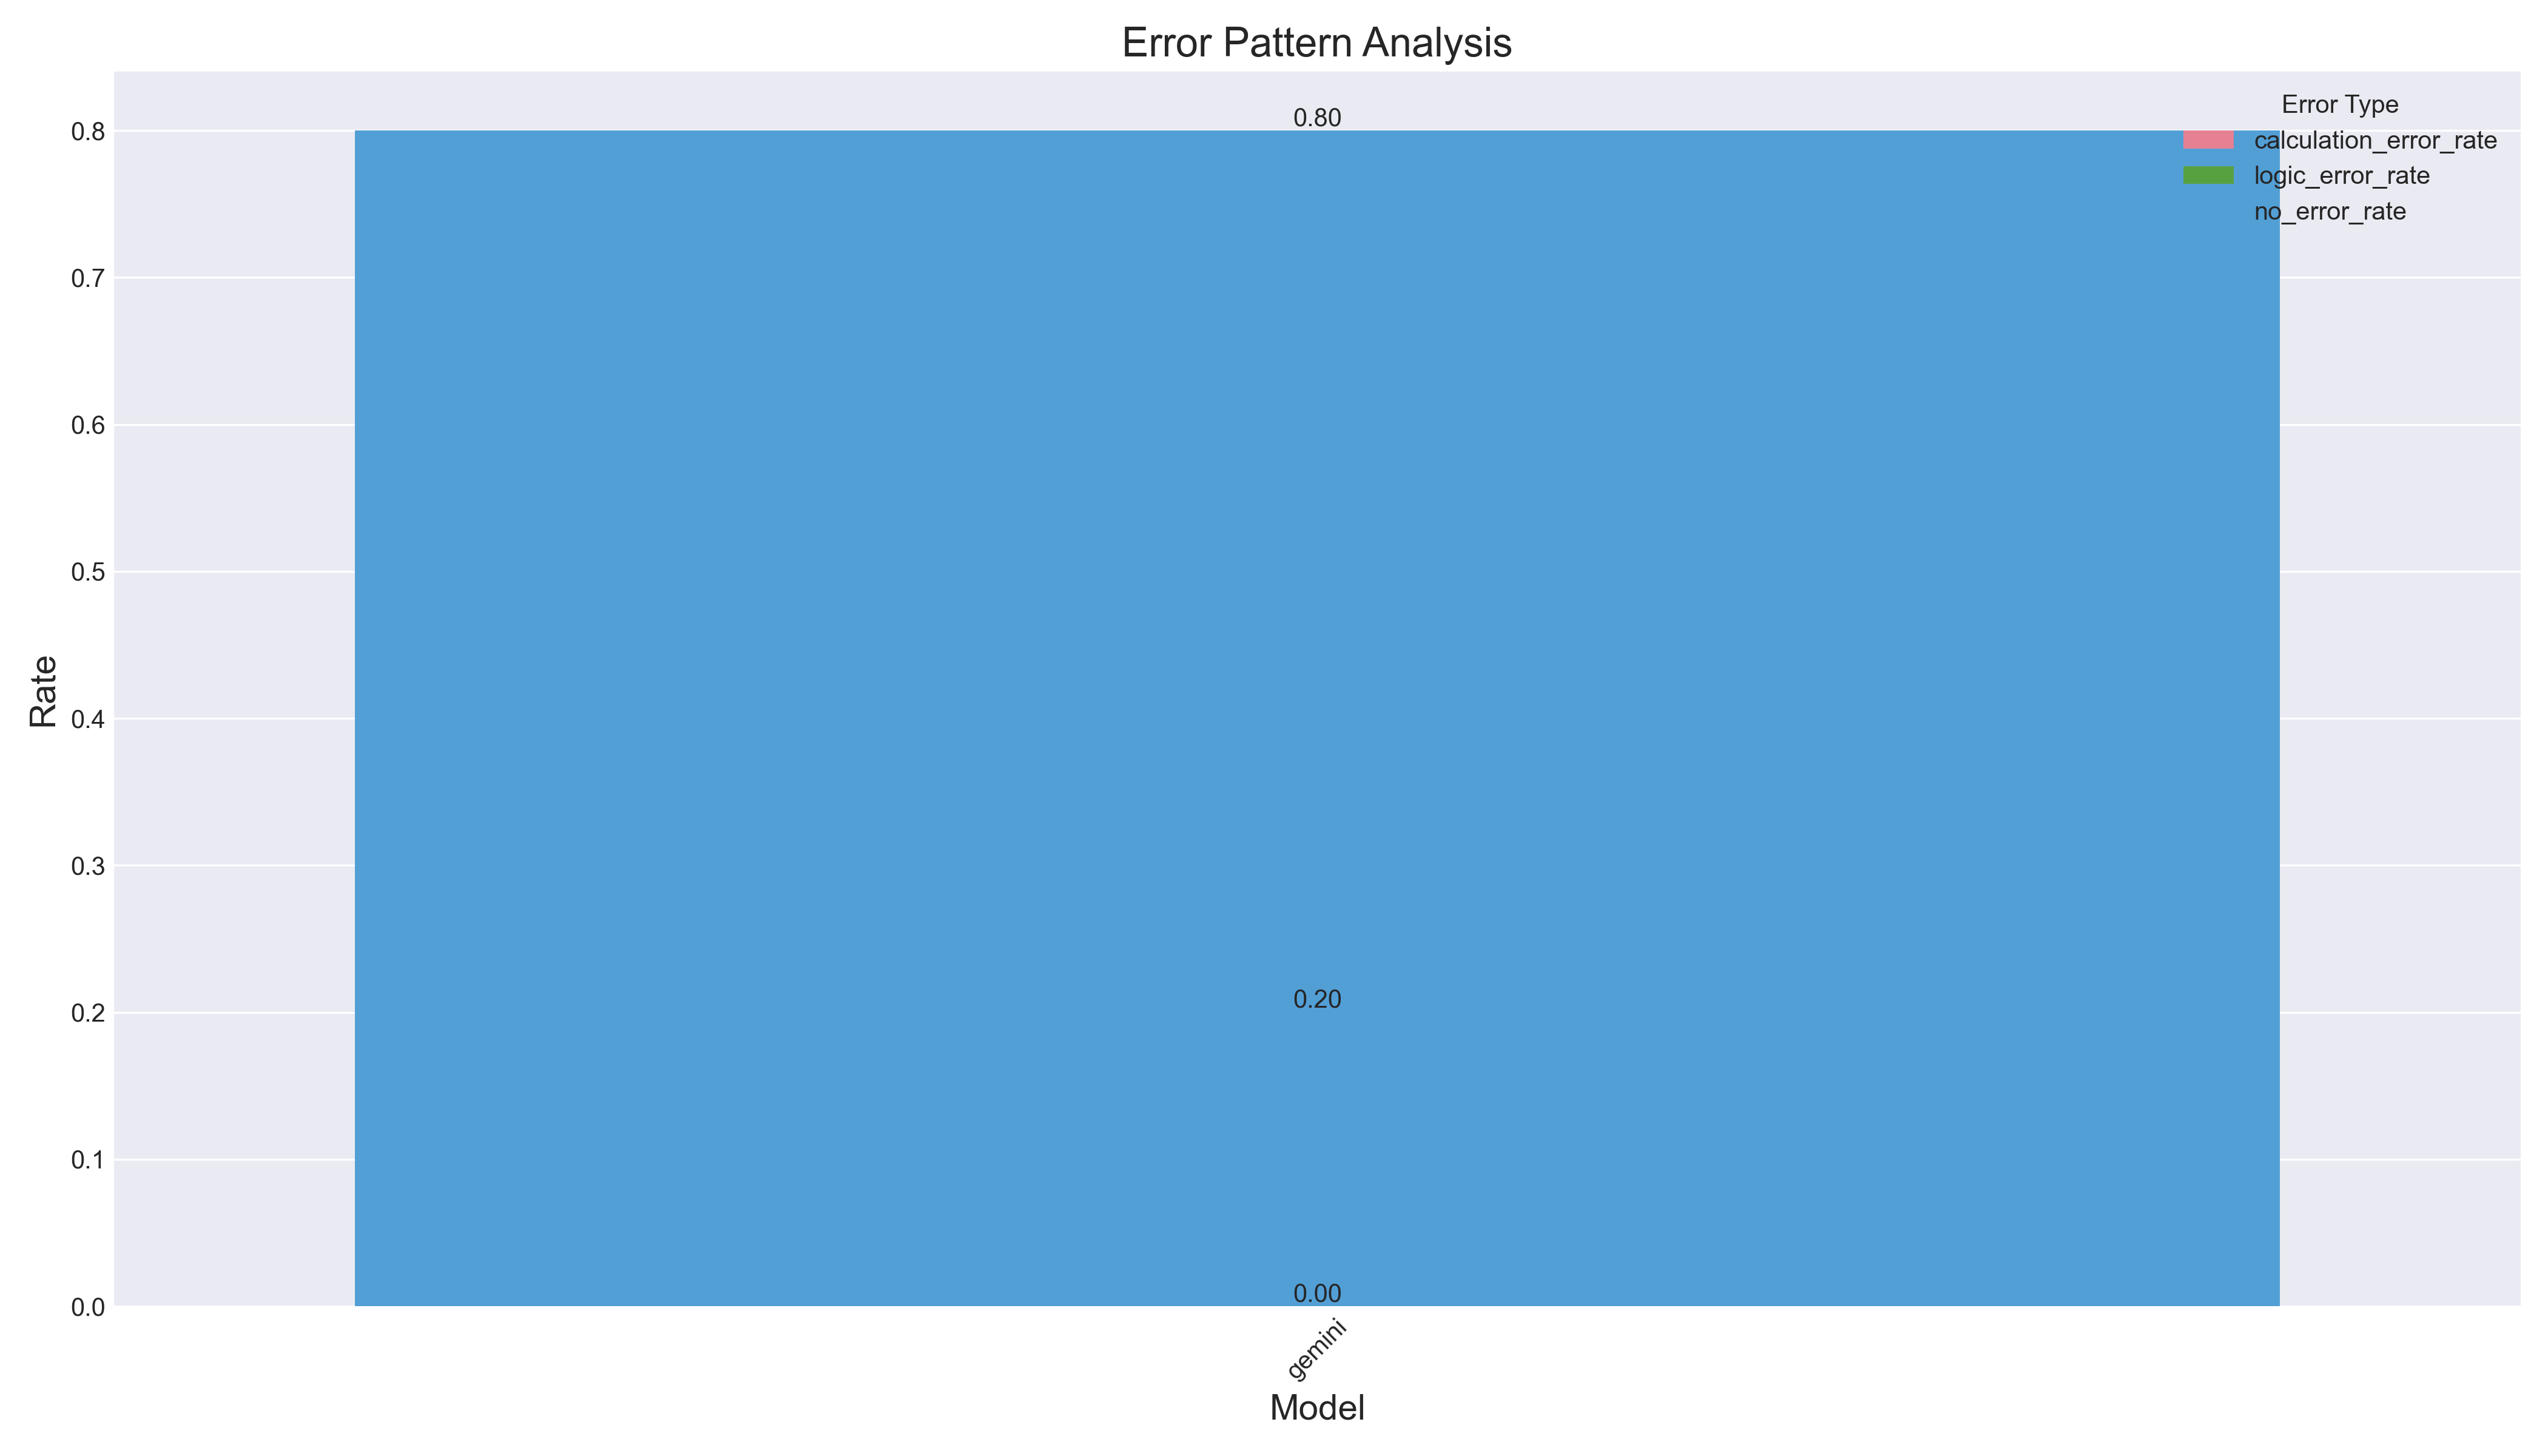 Error Pattern Analysis
0.80
Error Type
calculation_error_rate
logic_error_rate
no_error_rate
0.8
0.7
0.6
0.5
0.4
0.3
0.2
0.1
0.0
Rate
0.20
0.00
gemini
Model